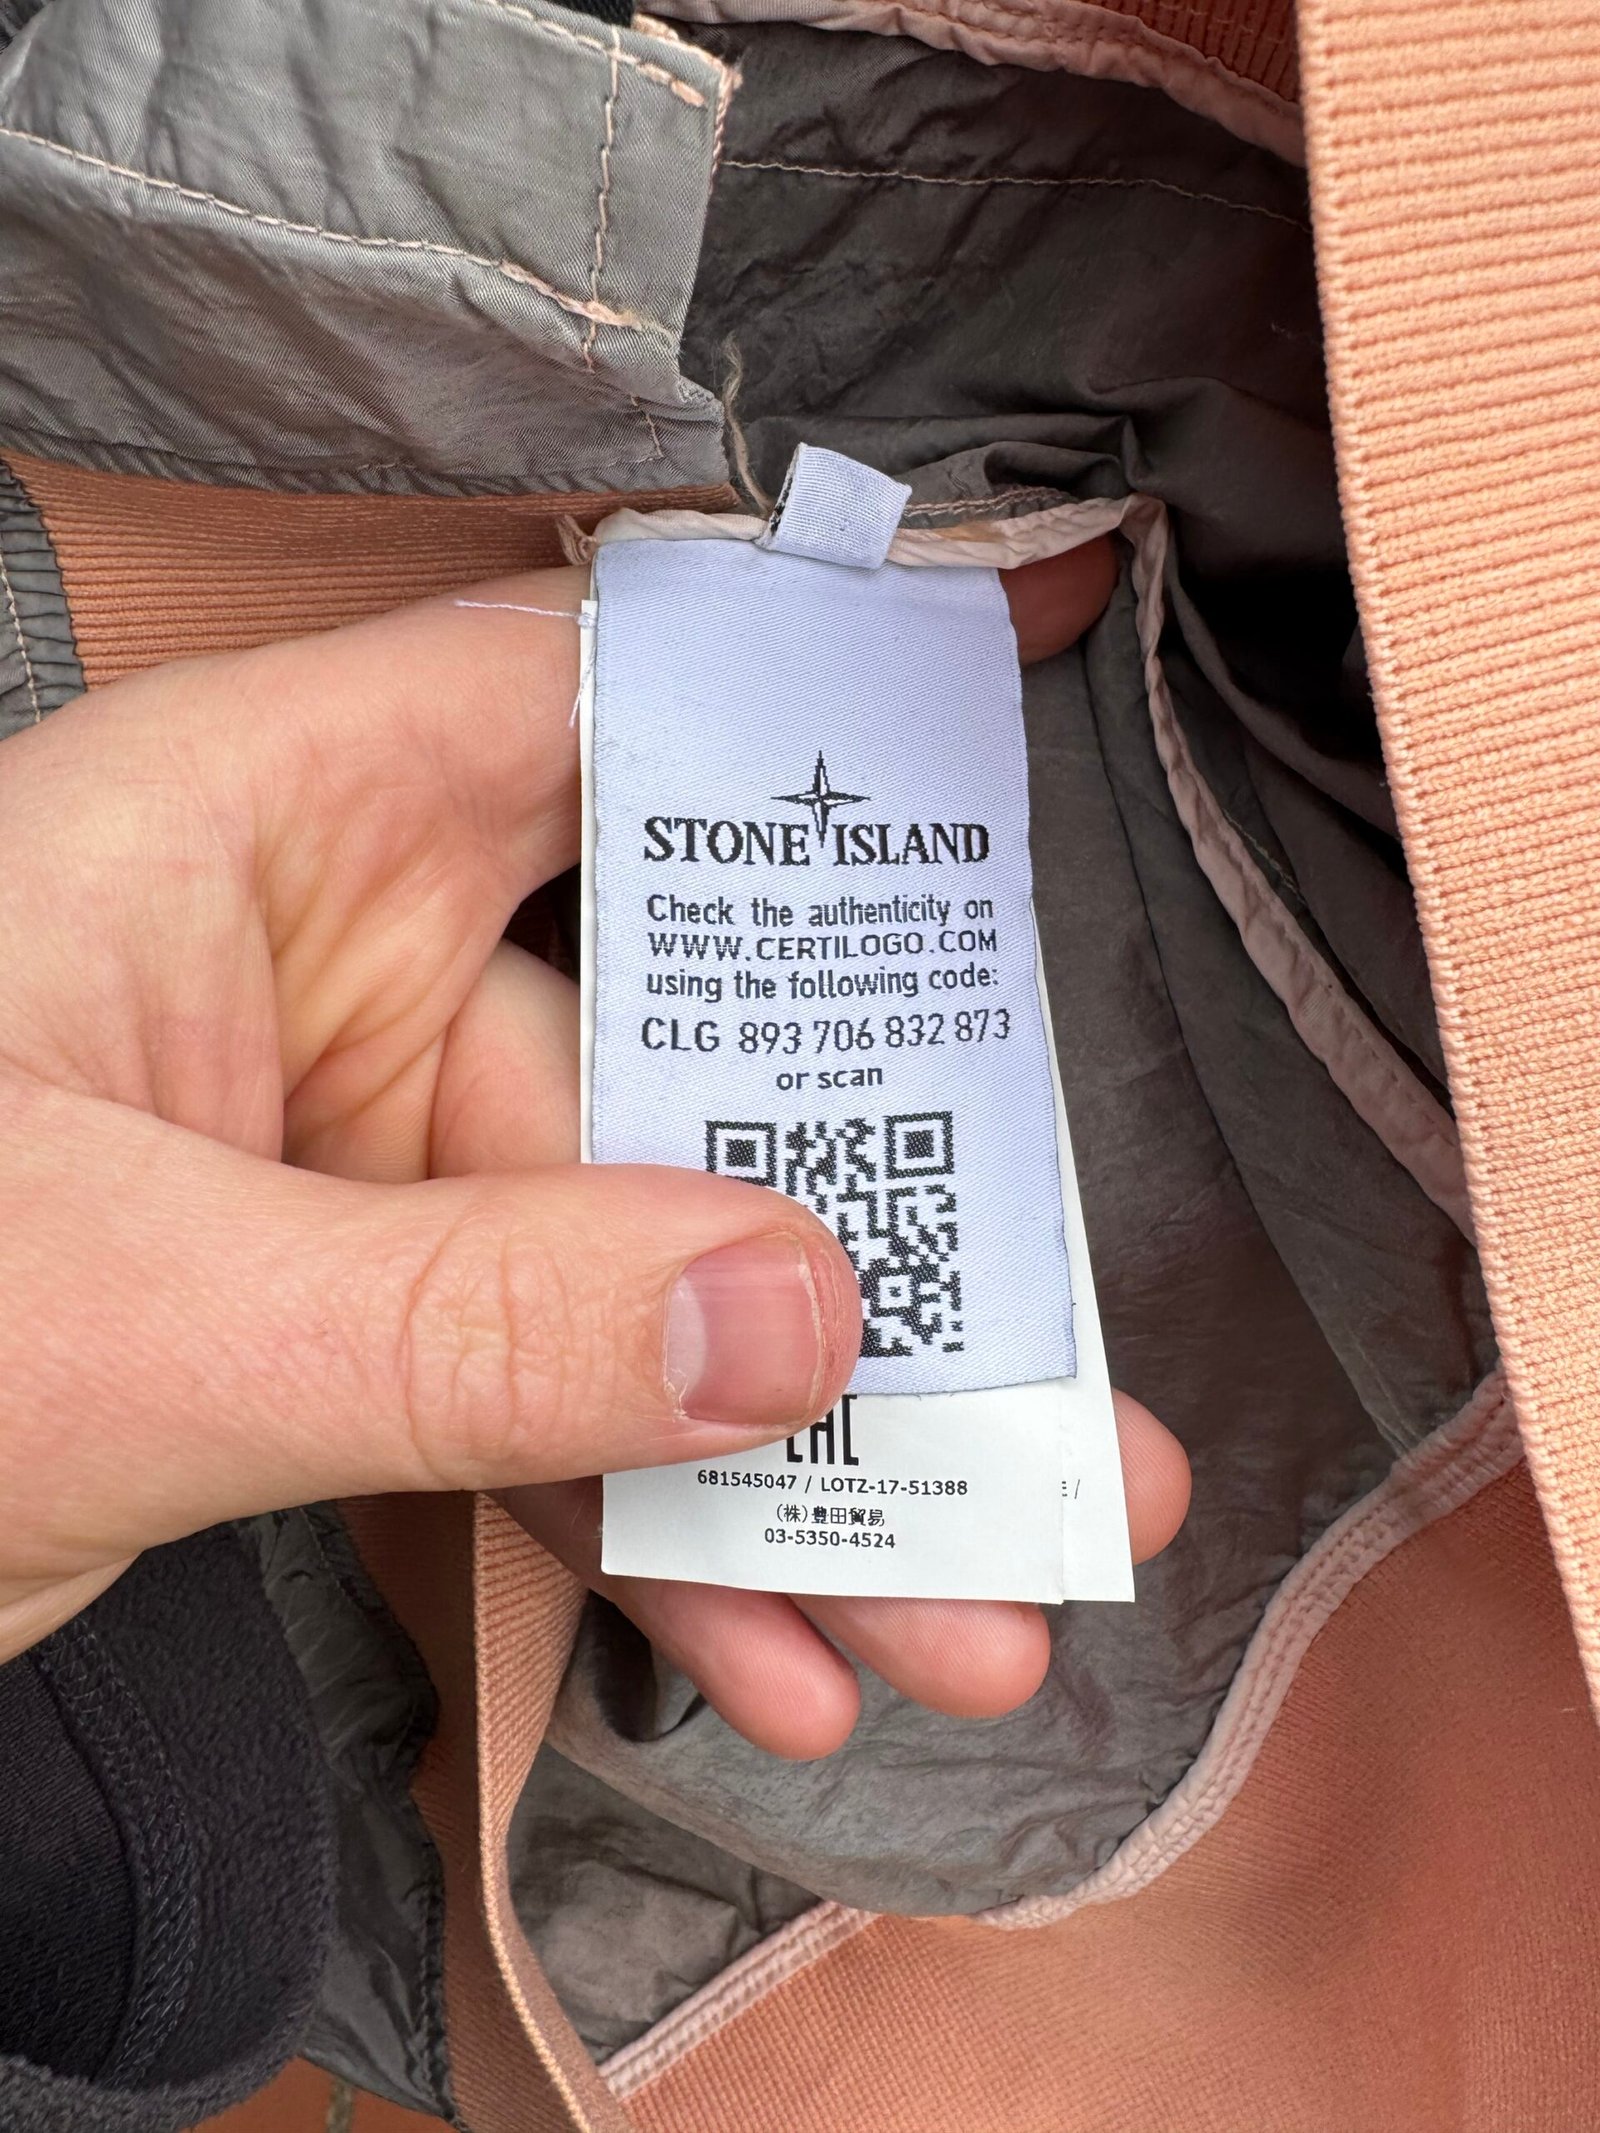 STONE ISLAND
Check the authenticity on
WWW.CERTILOGO.COM
using the following code:
CLG 893 706 832 873
or scan
EAC
681545047 / LOTZ-17-51388
(株)豊田貿易
03-5350-4524
E /